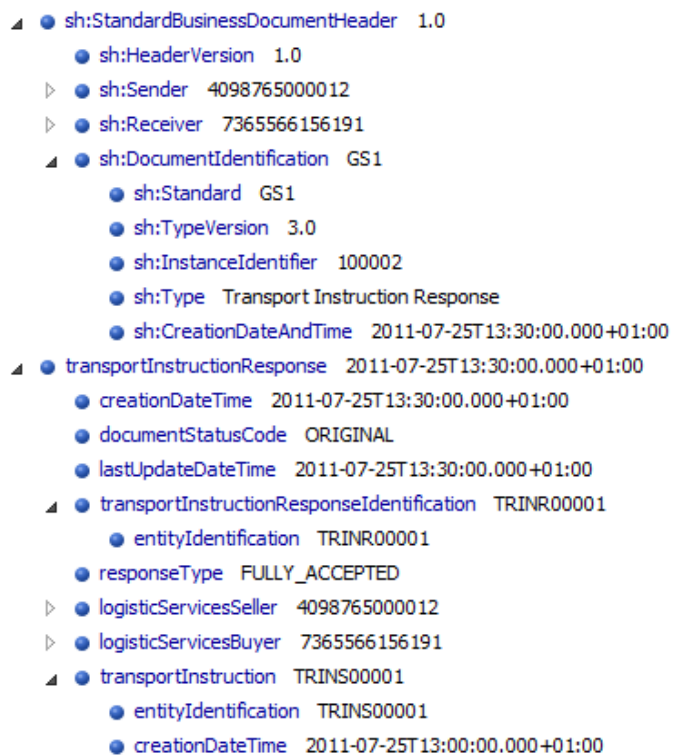 sh:StandardBusinessDocumentHeader 1.0
sh:HeaderVersion 1.0
sh:Sender 4098765000012
sh:Receiver 7365566156191
sh:DocumentIdentification GS1
sh:Standard GS1
sh:TypeVersion 3.0
sh:InstanceIdentifier 100002
sh:Type Transport Instruction Response
sh:CreationDateAndTime 2011-07-25T13:30:00.000+01:00
transportInstructionResponse 2011-07-25T13:30:00.000+01:00
creationDateTime 2011-07-25T13:30:00.000+01:00
documentStatusCode ORIGINAL
lastUpdateDateTime 2011-07-25T13:30:00.000+01:00
transportInstructionResponseIdentification TRINR00001
entityIdentification TRINR00001
responseType FULLY_ACCEPTED
logisticServicesSeller 4098765000012
logisticServicesBuyer 7365566156191
transportInstruction TRINS00001
entityIdentification TRINS00001
creationDateTime 2011-07-25T13:00:00.000+01:00